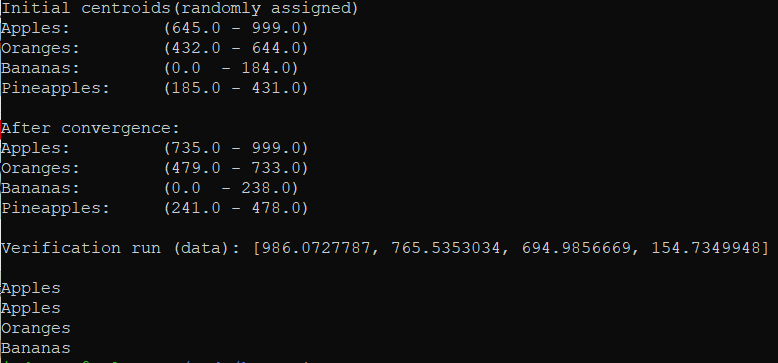 Initial centroids(randomly assigned)
Apples: (645.0 - 999.0)
Oranges: (432.0 - 644.0)
Bananas: (0.0  - 184.0)
Pineapples: (185.0 - 431.0)
After convergence:
Apples: (735.0 - 999.0)
Oranges: (479.0 - 733.0)
Bananas: (0.0  - 238.0)
Pineapples: (241.0 - 478.0)
Verification run (data): [986.0727787, 765.5353034, 694.9856669, 154.7349948]
Apples
Apples
Oranges
Bananas